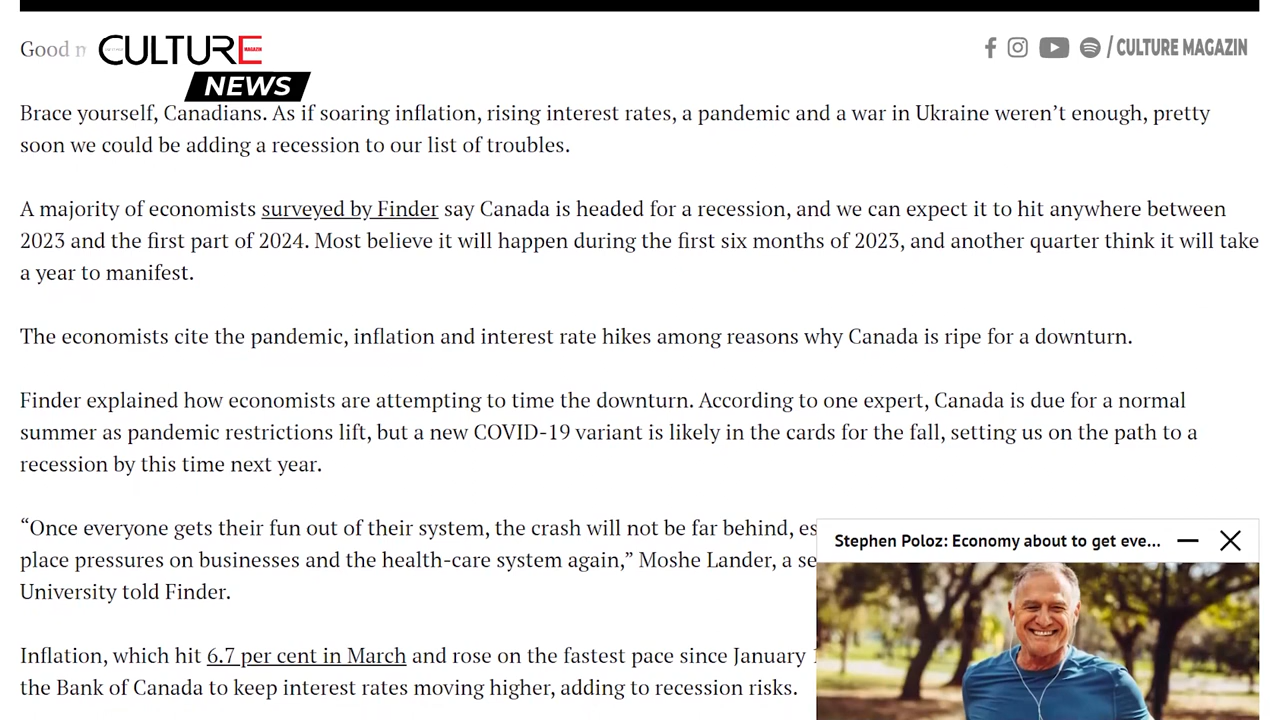 Good
CULTURE
MAGAZIN
NEWS
/ CULTURE MAGAZIN
Brace yourself, Canadians. As if soaring inflation, rising interest rates, a pandemic and a war in Ukraine weren’t enough, pretty
soon we could be adding a recession to our list of troubles.
A majority of economists surveyed by Finder say Canada is headed for a recession, and we can expect it to hit anywhere between
2023 and the first part of 2024. Most believe it will happen during the first six months of 2023, and another quarter think it will take
a year to manifest.
The economists cite the pandemic, inflation and interest rate hikes among reasons why Canada is ripe for a downturn.
Finder explained how economists are attempting to time the downturn. According to one expert, Canada is due for a normal
summer as pandemic restrictions lift, but a new COVID-19 variant is likely in the cards for the fall, setting us on the path to a
recession by this time next year.
“Once everyone gets their fun out of their system, the crash will not be far behind, es
place pressures on businesses and the health-care system again,” Moshe Lander, a se
University told Finder.
Inflation, which hit 6.7 per cent in March and rose on the fastest pace since January
the Bank of Canada to keep interest rates moving higher, adding to recession risks.
Stephen Poloz: Economy about to get eve...